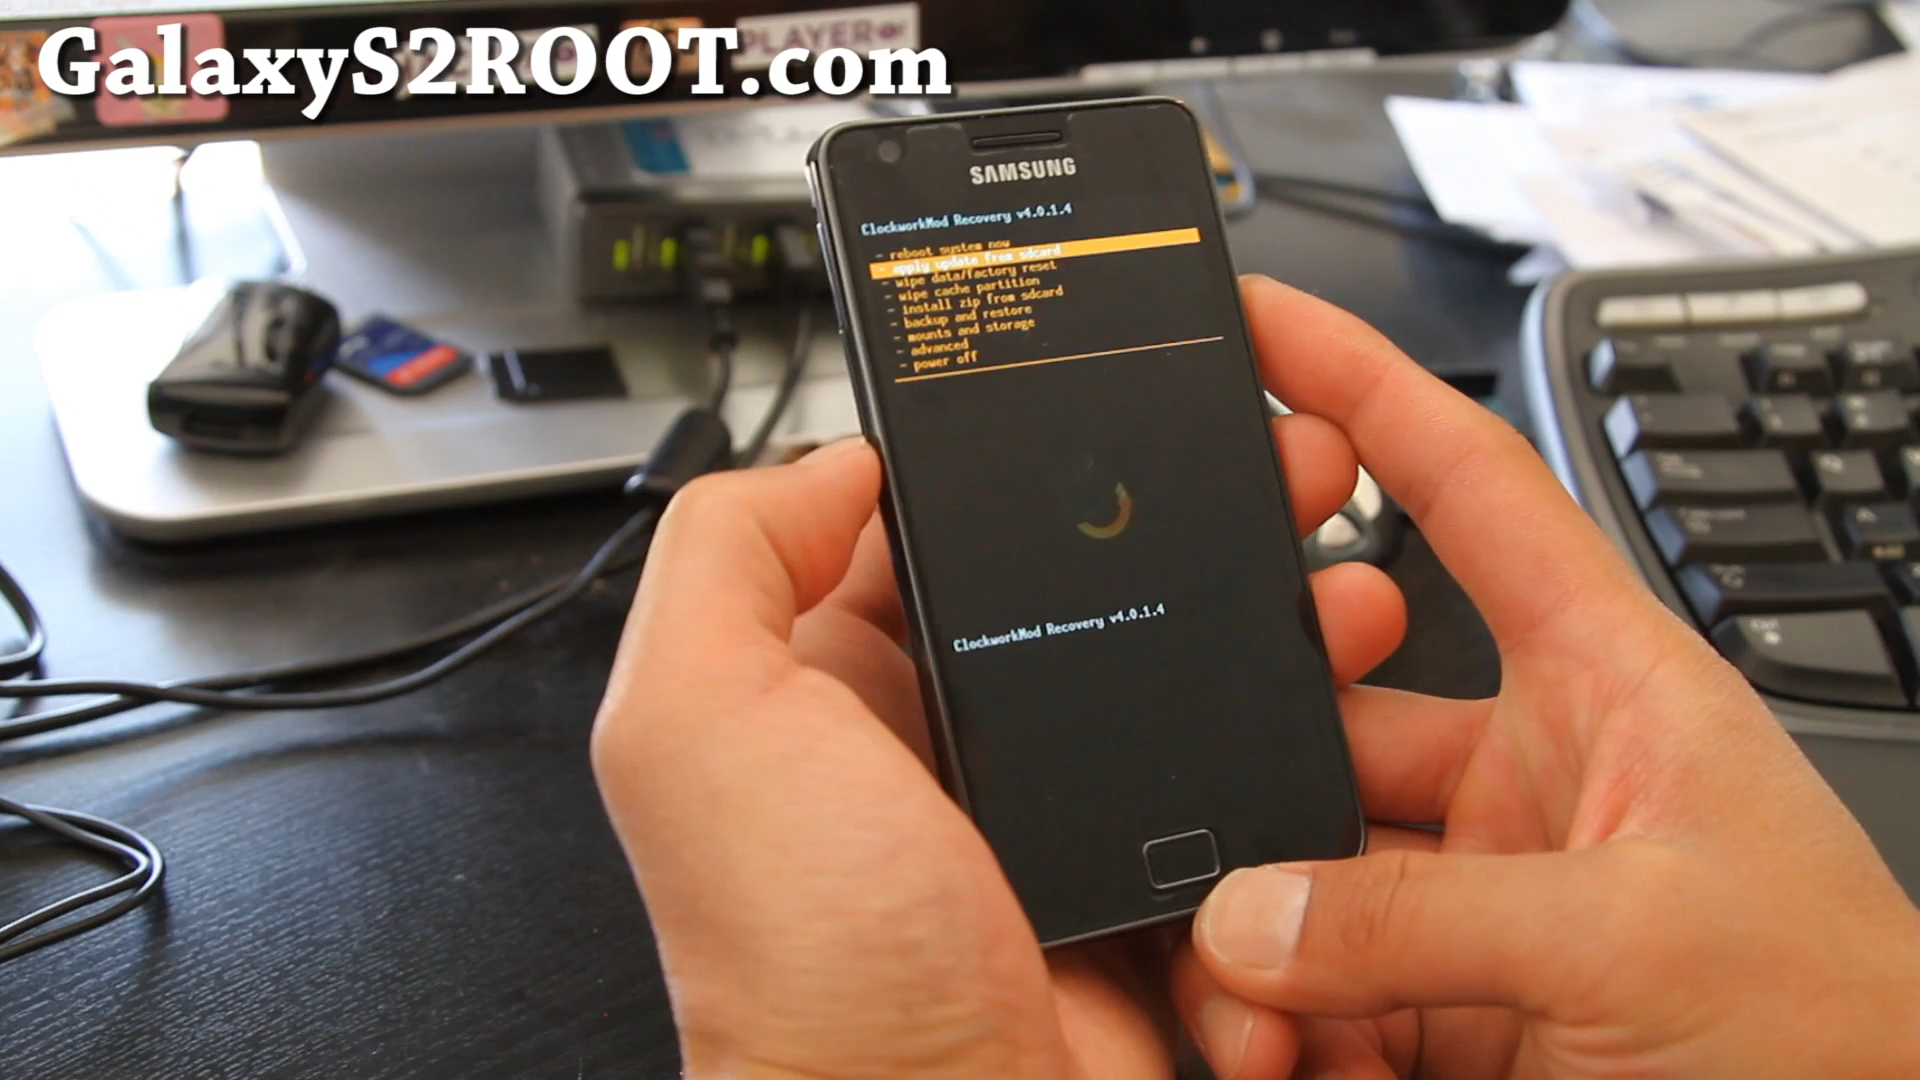 GalaxyS2ROOT.com
PLAYER
SAMSUNG
ClockworkMod Recovery v4.0.1.4
- reboot system now
- apply update from sdcard
- wipe data/factory reset
- wipe cache partition
- install zip from sdcard
- backup and restore
- mounts and storage
- advanced
- power off
ClockworkMod Recovery v4.0.1.4